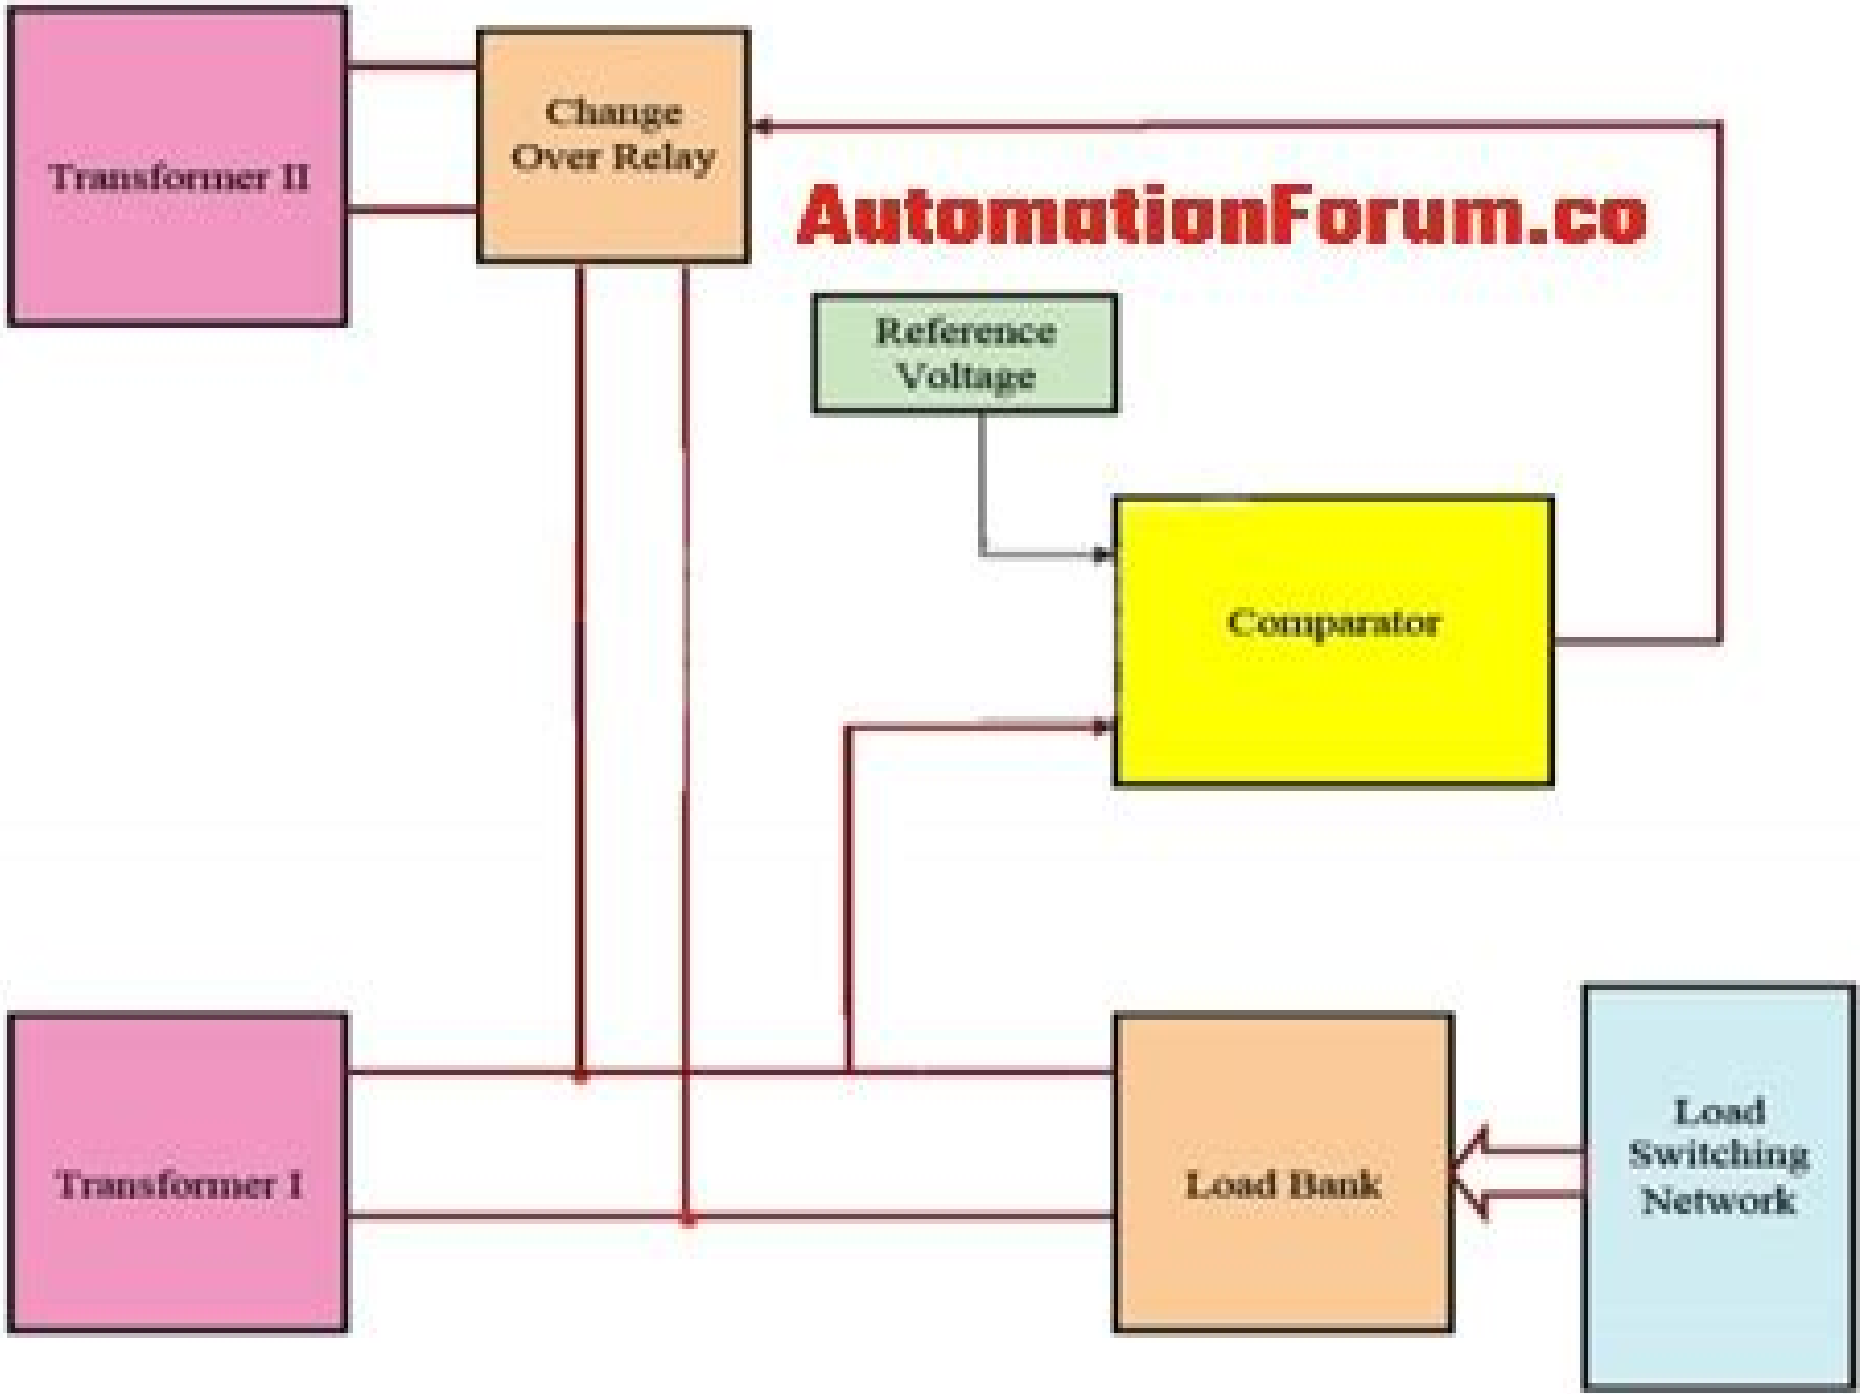 Transformer II
Change
Over Relay
AutomationForum.co
Reference
Voltage
Comparator
Transformer I
Load Bank
Load
Switching
Network